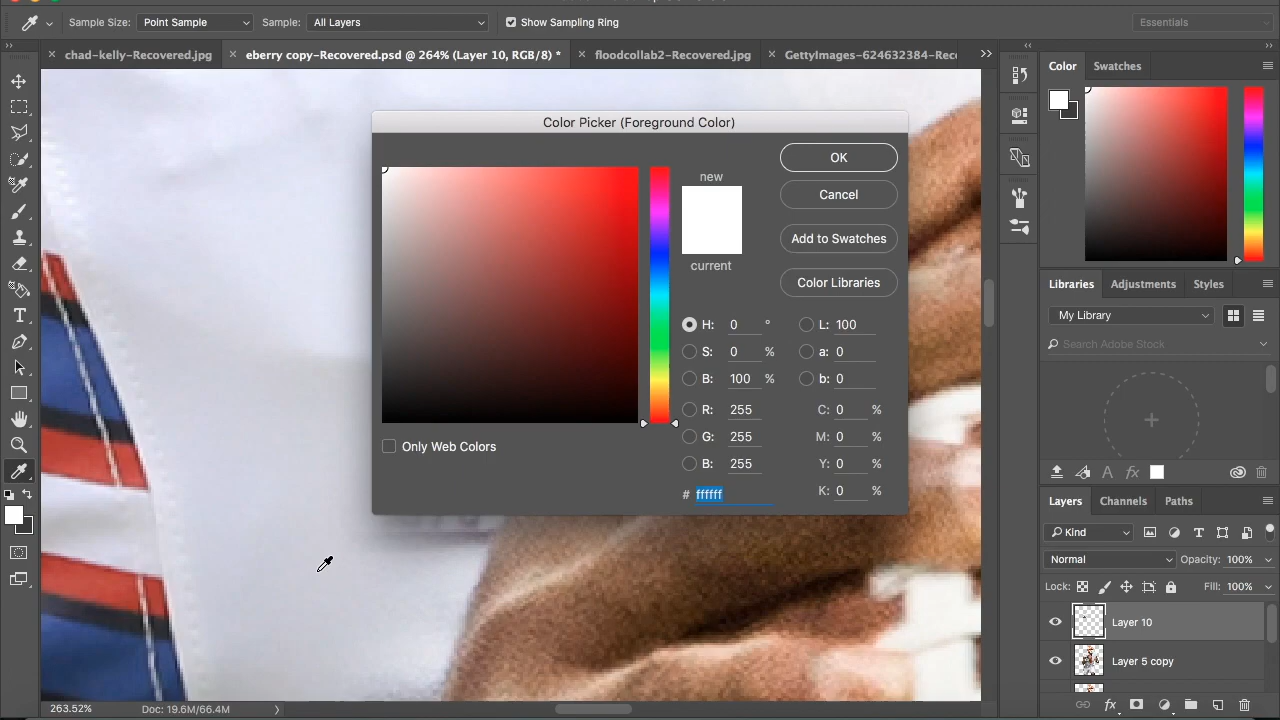 Sample Size: Point Sample Sample: All Layers Show Sampling Ring Essentials
chad-kelly-Recovered.jpg eberry copy-Recovered.psd @ 264% (Layer 10, RGB/8) * floodcollab2-Recovered.jpg GettyImages-624632384-Reco
Color Swatches
Color Picker (Foreground Color)
new
current
OK
Cancel
Add to Swatches
Color Libraries
H: 0 ° L: 100
S: 0 % a: 0
B: 100 % b: 0
R: 255 C: 0 %
G: 255 M: 0 %
B: 255 Y: 0 %
# ffffff K: 0 %
Only Web Colors
Libraries Adjustments Styles
My Library
Search Adobe Stock
Layers Channels Paths
Kind
Normal Opacity: 100%
Lock: Fill: 100%
Layer 10
Layer 5 copy
263.52% Doc: 19.6M/66.4M